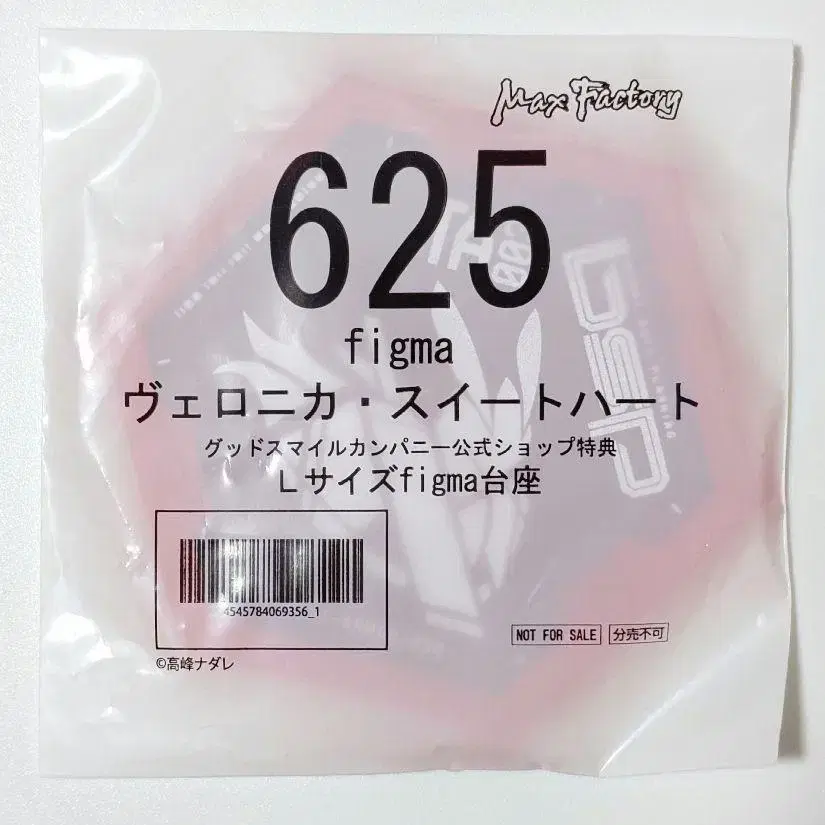 Max Factory
625
figma
ヴェロニカ・スイートハート
グッドスマイルカンパニー公式ショップ特典
Lサイズfigma台座
4545784069356_1
NOT FOR SALE 分売不可
©高峰ナダレ